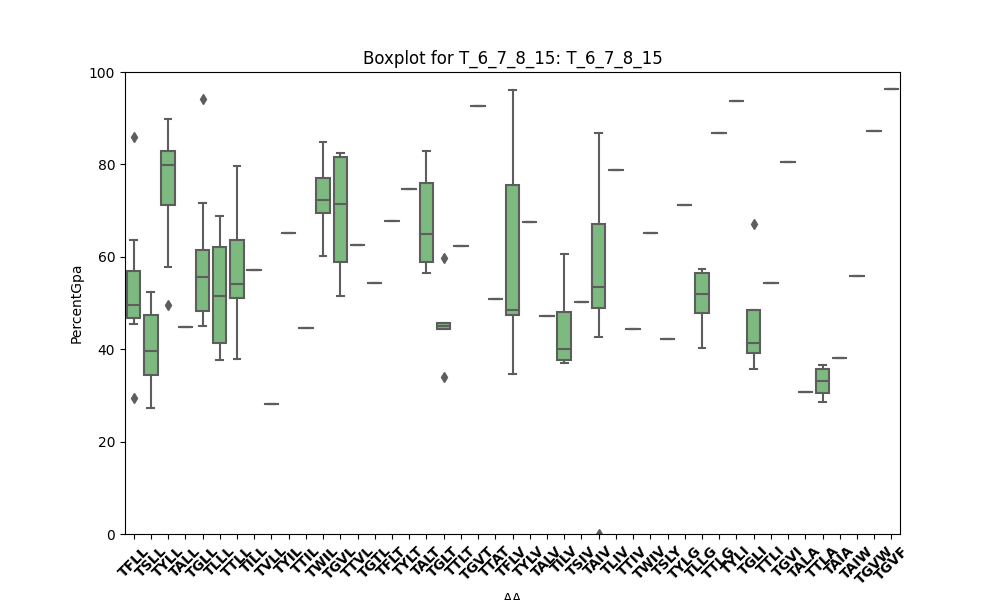 Boxplot for T_6_7_8_15: T_6_7_8_15
100
80
60
40
20
0
PercentGpa
TFLL TSLL TYLL TALL TGLL TLLL TTLL TILL TVLL TYIL TTIL TWIL TGVL TTVL TGTL TFLT TYLT TALT TGLT TTLT TGVT TTAT TFLV TYLV TALV TILV TSIV TAIV TLIV TTIV TWIV TSLY TYLG TLLG TTLG TYLI TGLI TTLI TGVI TALA TTLA TAIA TAIW TGVW TGVF
AA